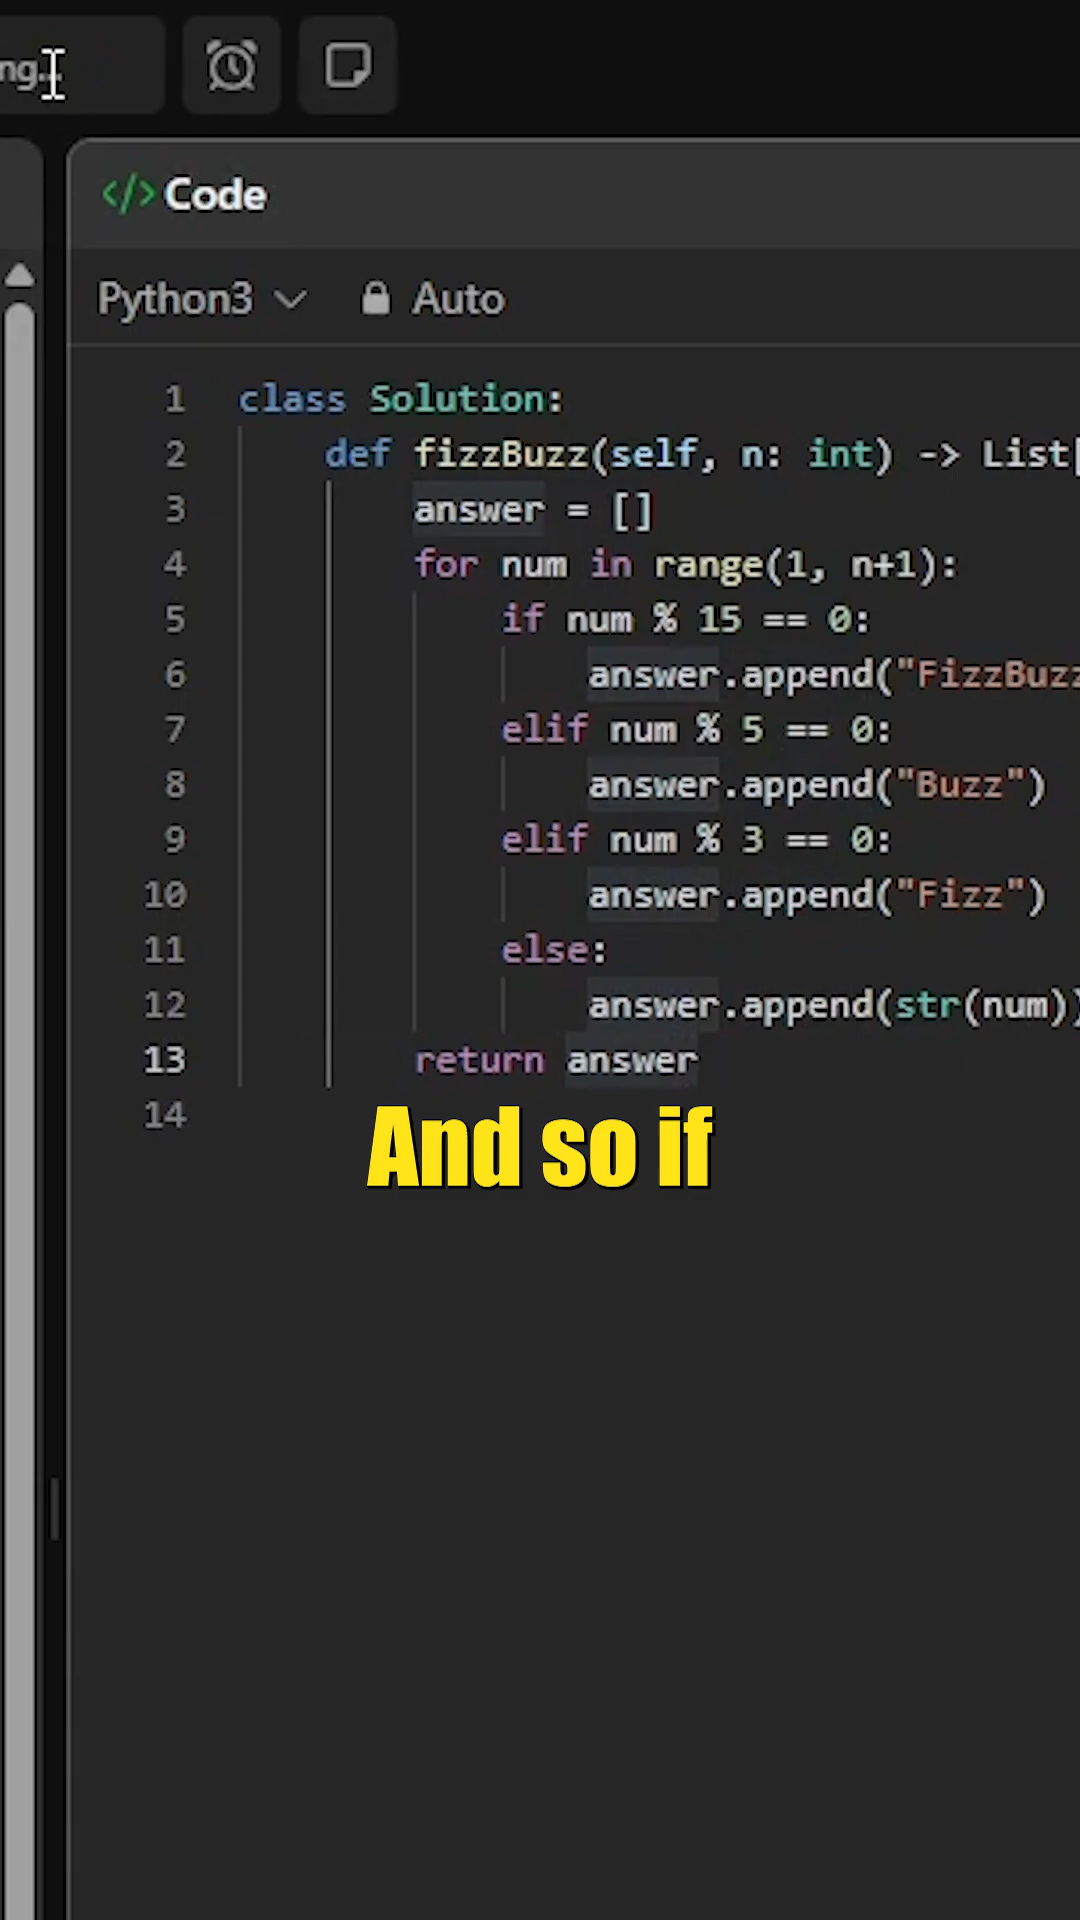 ng...
</> Code
Python3 Auto
1 class Solution:
2 def fizzBuzz(self, n: int) -> List[
3 answer = []
4 for num in range(1, n+1):
5 if num % 15 == 0:
6 answer.append("FizzBuzz
7 elif num % 5 == 0:
8 answer.append("Buzz")
9 elif num % 3 == 0:
10 answer.append("Fizz")
11 else:
12 answer.append(str(num))
13 return answer
14
And so if